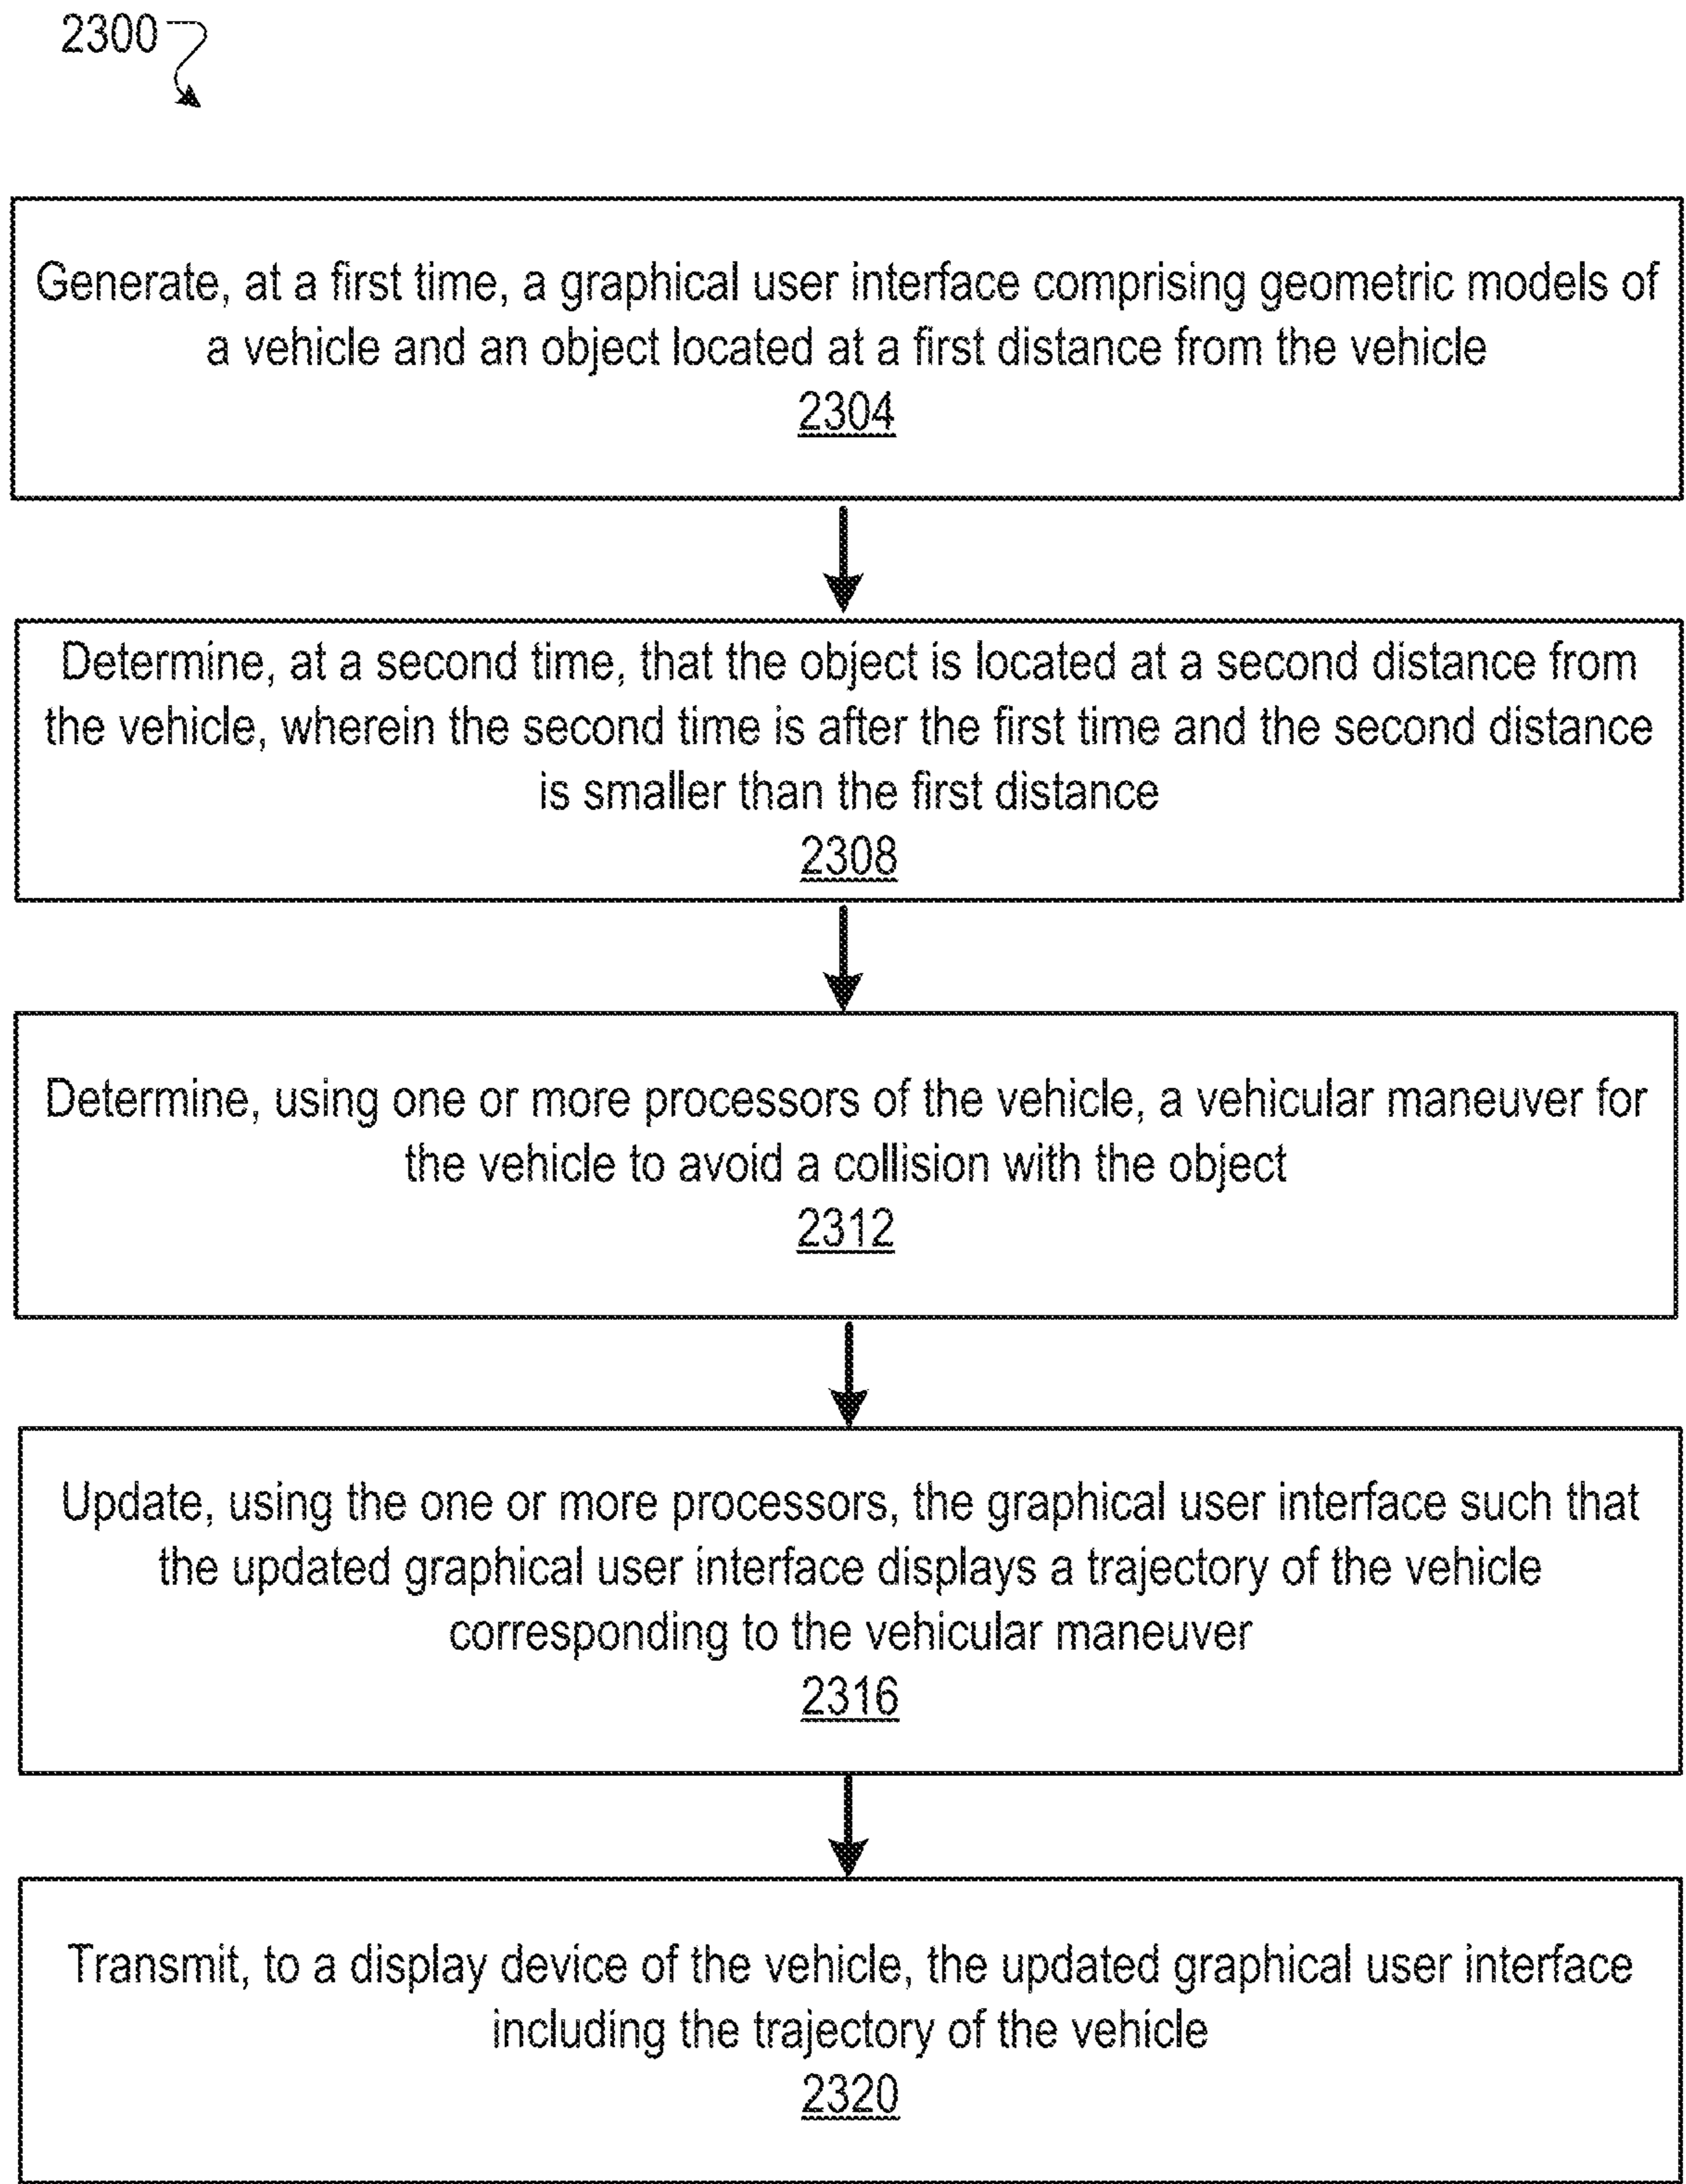 2300
Generate, at a first time, a graphical user interface comprising geometric models of
a vehicle and an object located at a first distance from the vehicle
2304
Determine, at a second time, that the object is located at a second distance from
the vehicle, wherein the second time is after the first time and the second distance
is smaller than the first distance
2308
Determine, using one or more processors of the vehicle, a vehicular maneuver for
the vehicle to avoid a collision with the object
2312
Update, using the one or more processors, the graphical user interface such that
the updated graphical user interface displays a trajectory of the vehicle
corresponding to the vehicular maneuver
2316
Transmit, to a display device of the vehicle, the updated graphical user interface
including the trajectory of the vehicle
2320